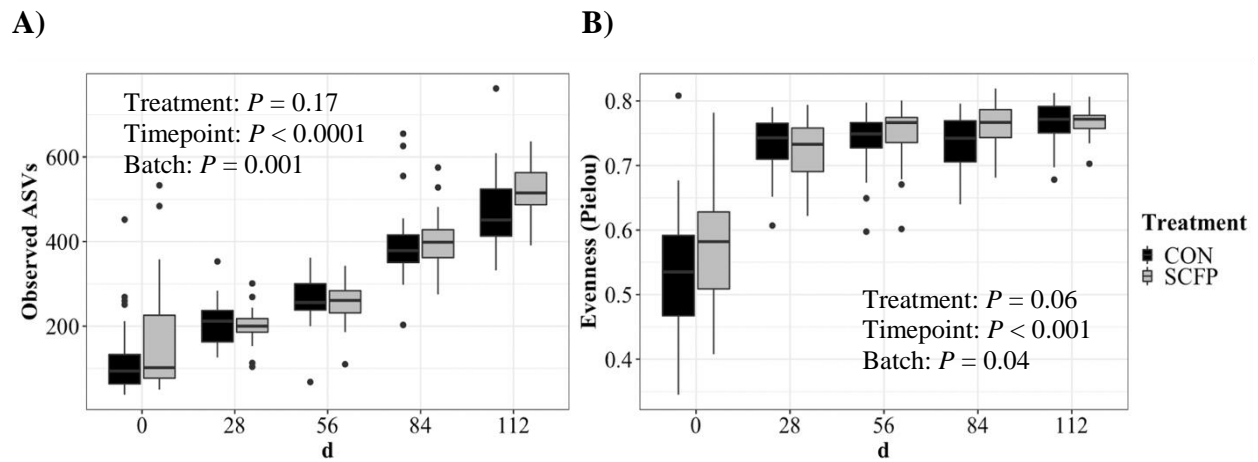 A)
B)
Treatment: P = 0.17
Timepoint: P < 0.0001
Batch: P = 0.001
Observed ASVs
600
400
200
0 28 56 84 112
d
Evenness (Pielou)
0.8
0.7
0.6
0.5
0.4
Treatment: P = 0.06
Timepoint: P < 0.001
Batch: P = 0.04
0 28 56 84 112
d
Treatment
CON
SCFP